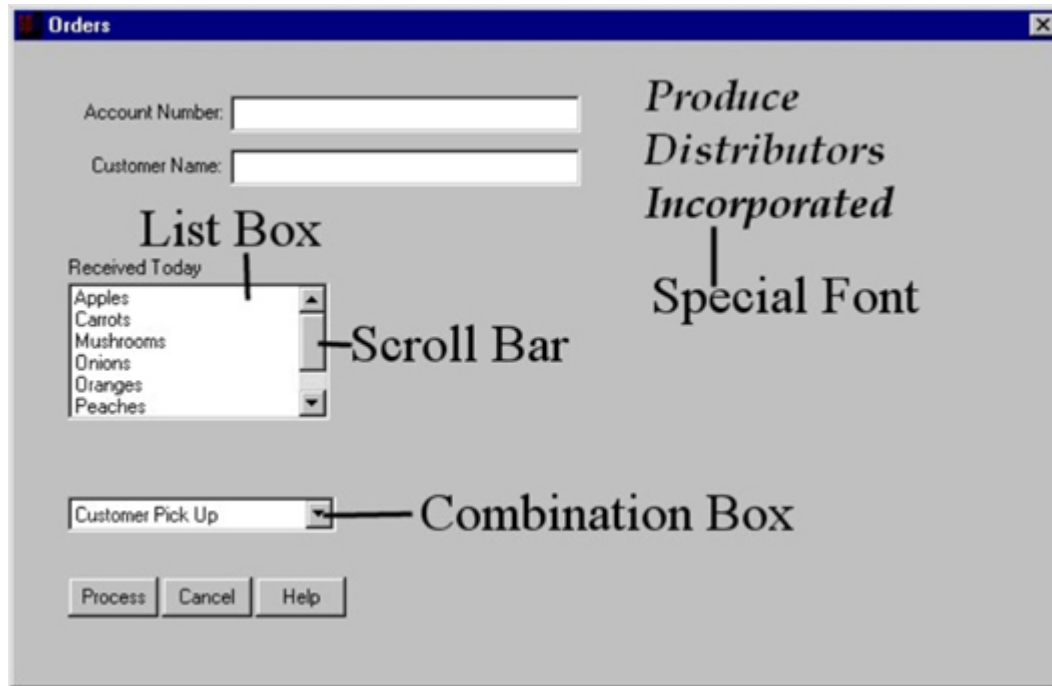 Orders
Account Number:
Produce
Distributors
Incorporated
Customer Name:
List Box
Special Font
Received Today
Apples
Carrots
Mushrooms
Onions
Oranges
Peaches
Scroll Bar
Customer Pick Up
Combination Box
Process Cancel Help